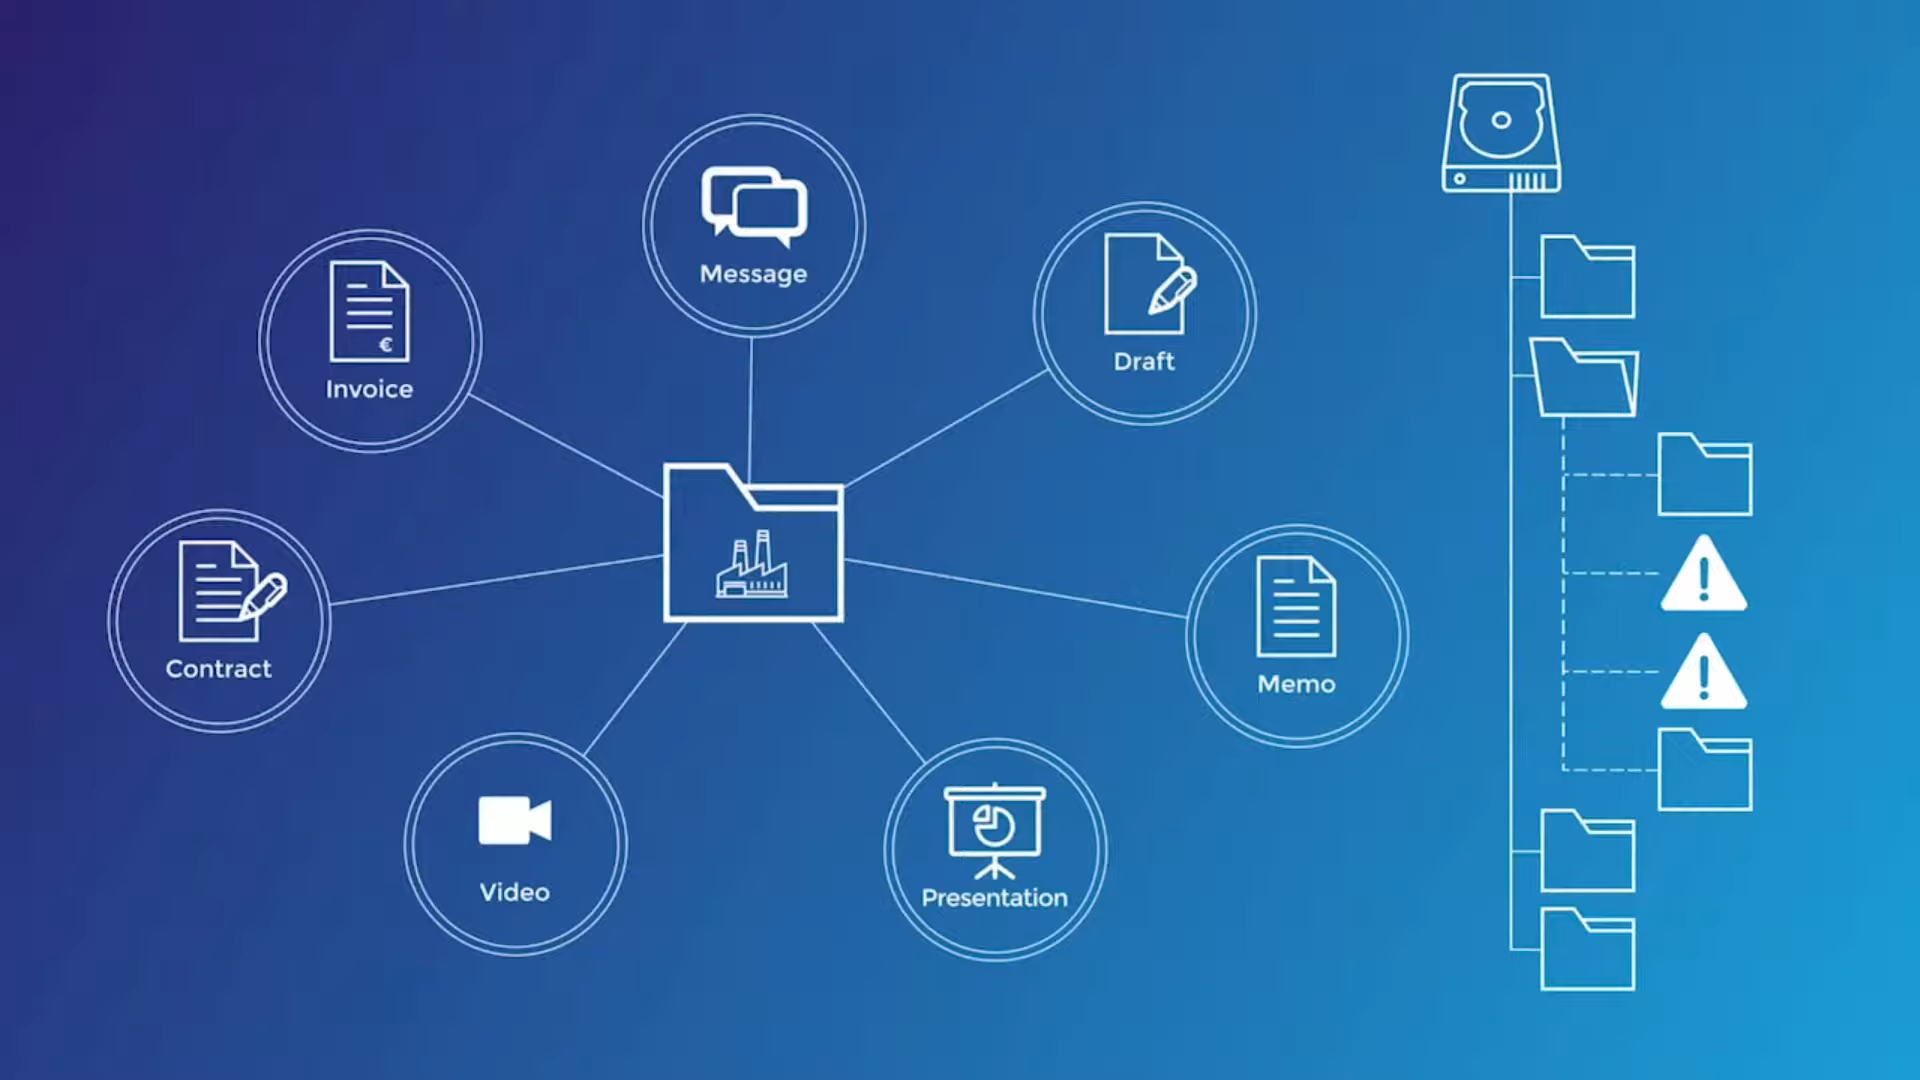 Message
Draft
Invoice
€
Contract
Memo
Video
Presentation